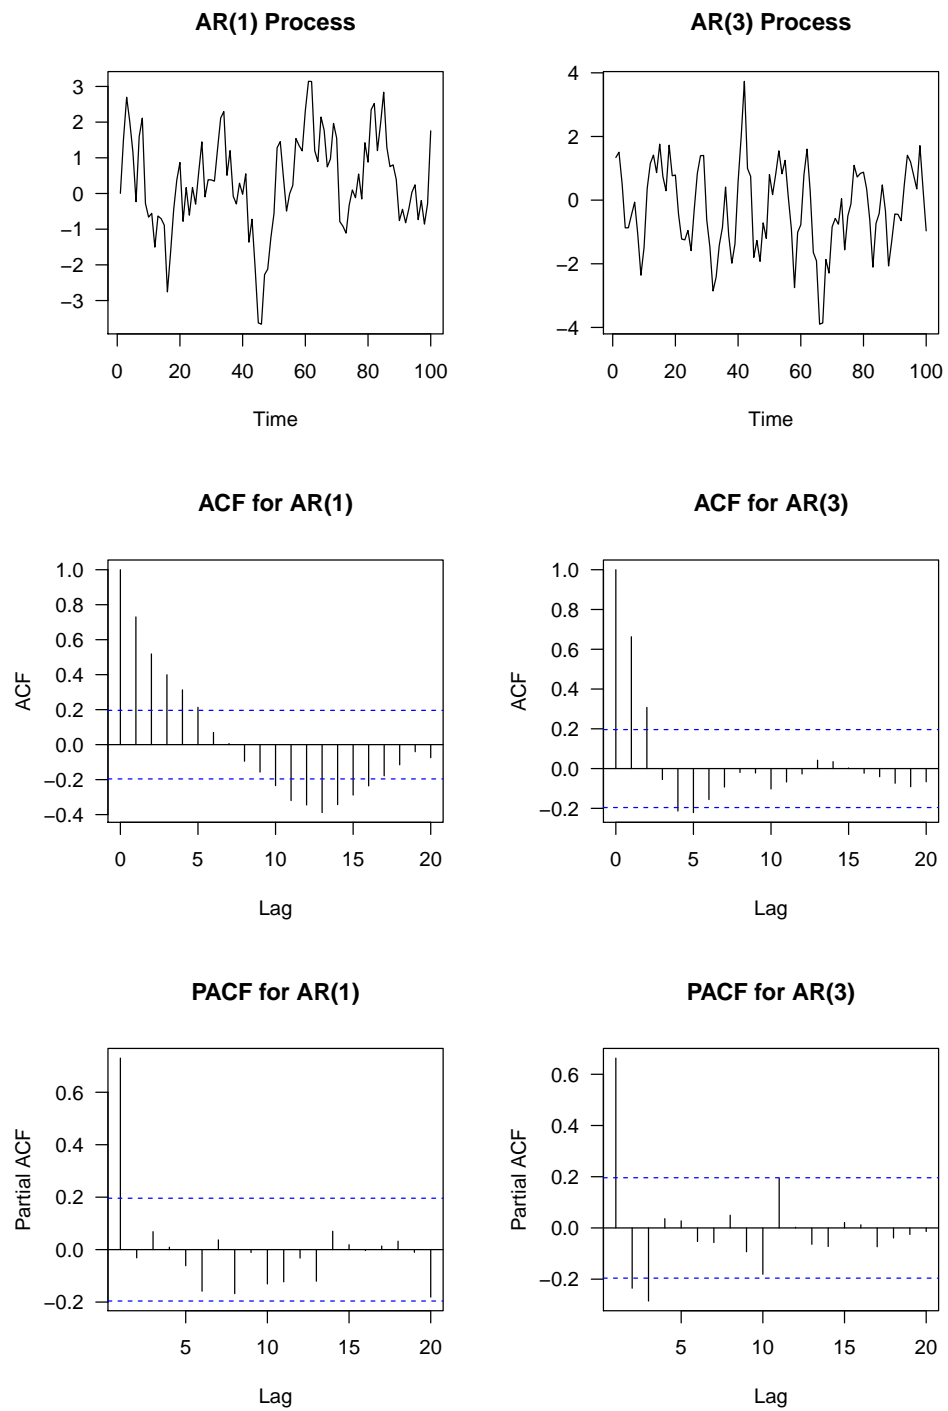 AR(1) Process
3
2
1
0
−1
−2
−3
0 20 40 60 80 100
Time
AR(3) Process
4
2
0
−2
−4
0 20 40 60 80 100
Time
ACF for AR(1)
ACF
1.0
0.8
0.6
0.4
0.2
0.0
−0.2
−0.4
0 5 10 15 20
Lag
ACF for AR(3)
ACF
1.0
0.8
0.6
0.4
0.2
0.0
−0.2
0 5 10 15 20
Lag
PACF for AR(1)
Partial ACF
0.6
0.4
0.2
0.0
−0.2
5 10 15 20
Lag
PACF for AR(3)
Partial ACF
0.6
0.4
0.2
0.0
−0.2
5 10 15 20
Lag